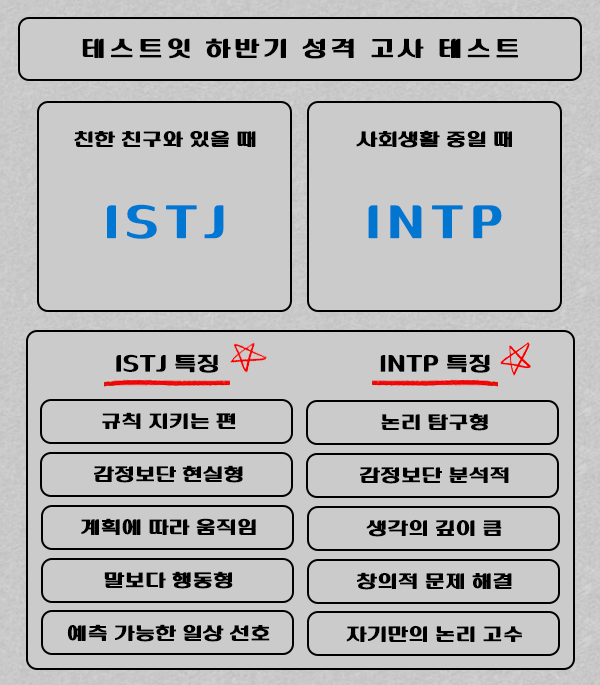 테스트잇 하반기 성격 고사 테스트
친한 친구와 있을 때
사회생활 중일 때
ISTJ
INTP
ISTJ 특징
INTP 특징
규칙 지키는 편
논리 탐구형
감정보단 현실형
감정보단 분석적
계획에 따라 움직임
생각의 깊이 큼
말보다 행동형
창의적 문제 해결
예측 가능한 일상 선호
자기만의 논리 고수